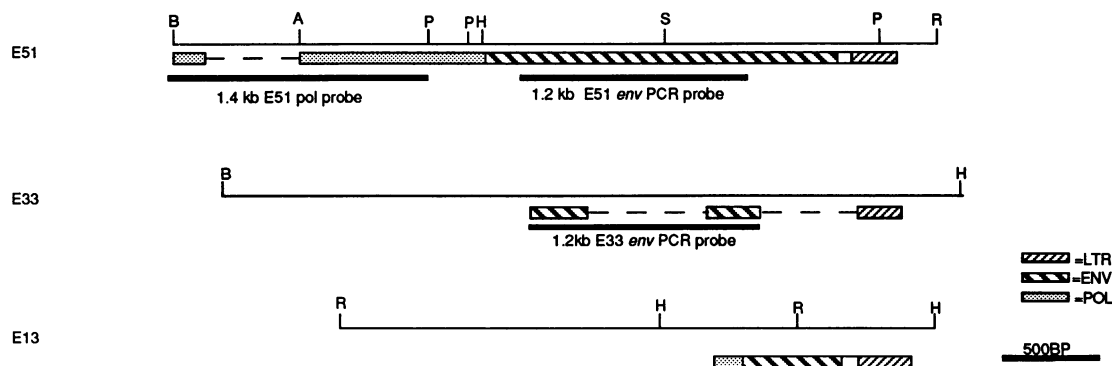 B A P P H S P R
E51
1.4 kb E51 pol probe
1.2 kb E51 env PCR probe
B H
E33
1.2kb E33 env PCR probe
=LTR
=ENV
=POL
R H R H
E13
500BP